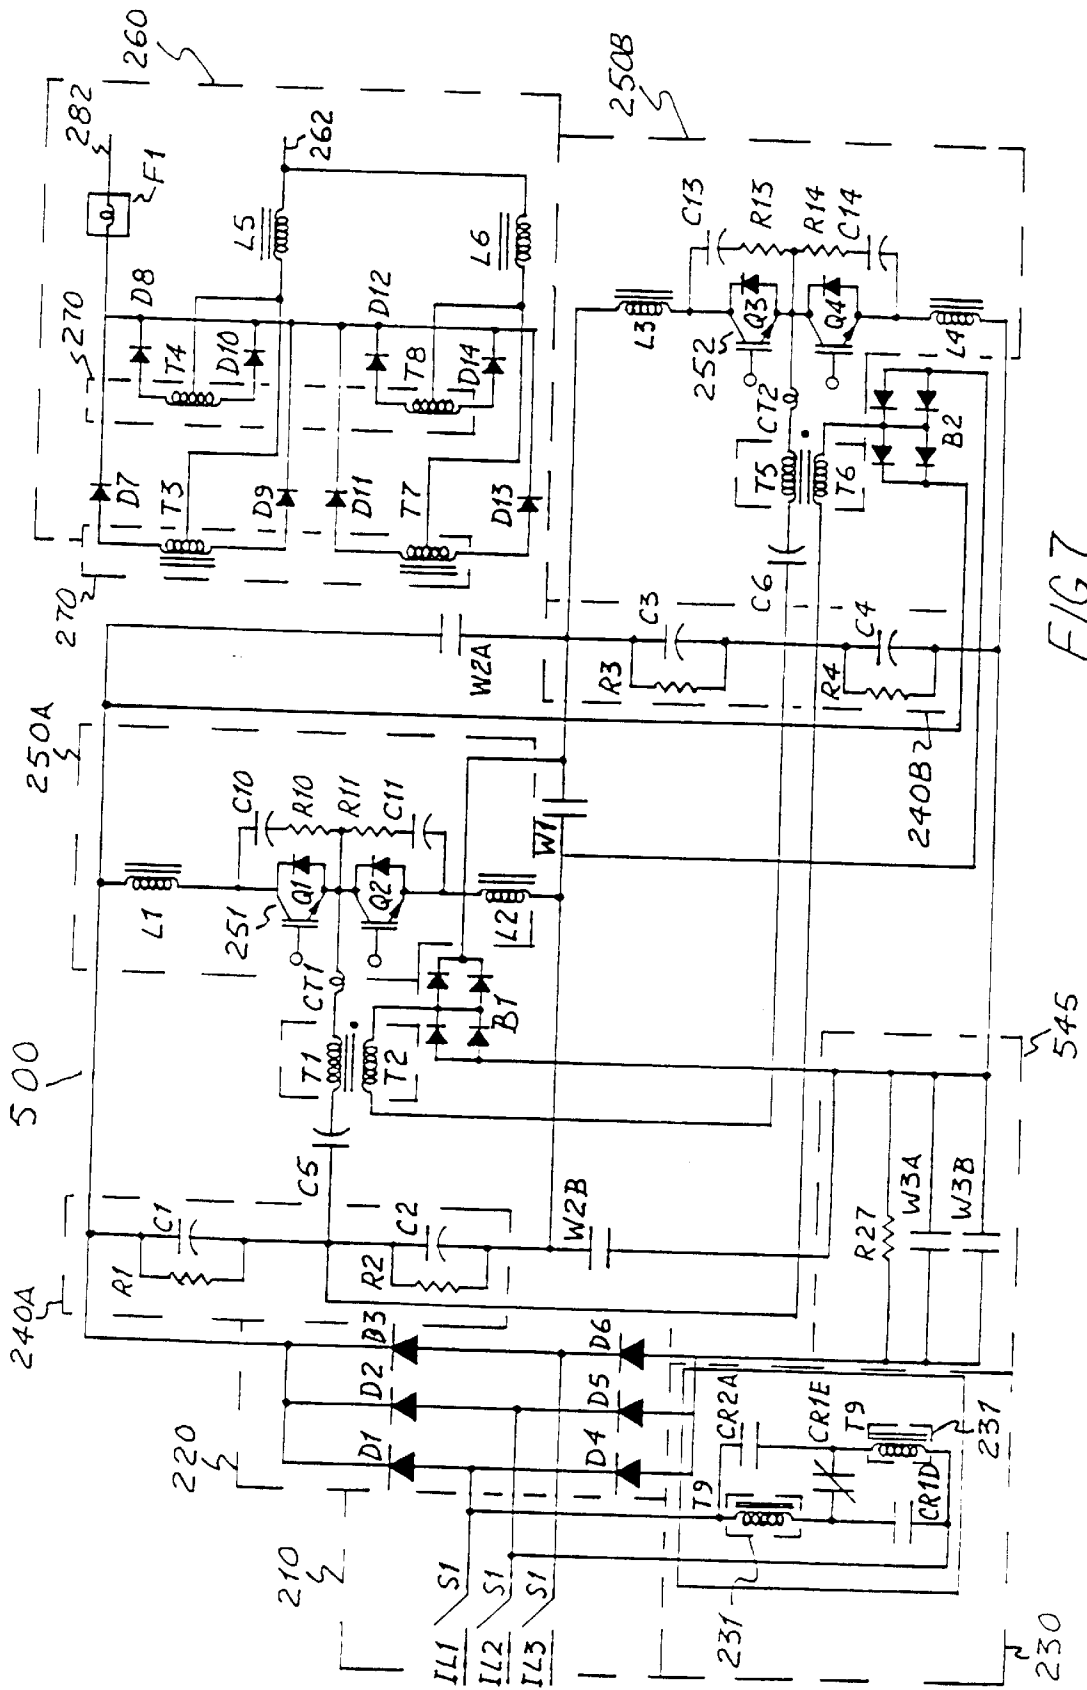 500
240A
250A
260
282
F1
270
D8
L5
262
D7
T3
T4
D10
D9
D12
L6
D11
T7
T8
D14
D13
270
250B
L1
C10
R10
251
Q1
R11
Q2
C11
L2
CT1
T1
T2
B1
W1
W2A
C5
R1
C1
R2
C2
W2B
R3
C3
R4
C4
240B
C6
L3
C13
R13
252
Q3
R14
Q4
C14
L4
CT2
T5
T6
B2
220
D1
D2
D3
D4
D5
D6
210
IL1
S1
IL2
S1
IL3
S1
T9
CR2A
CR1E
T9
CR1D
231
231
230
R27
W3A
W3B
545
FIG 7